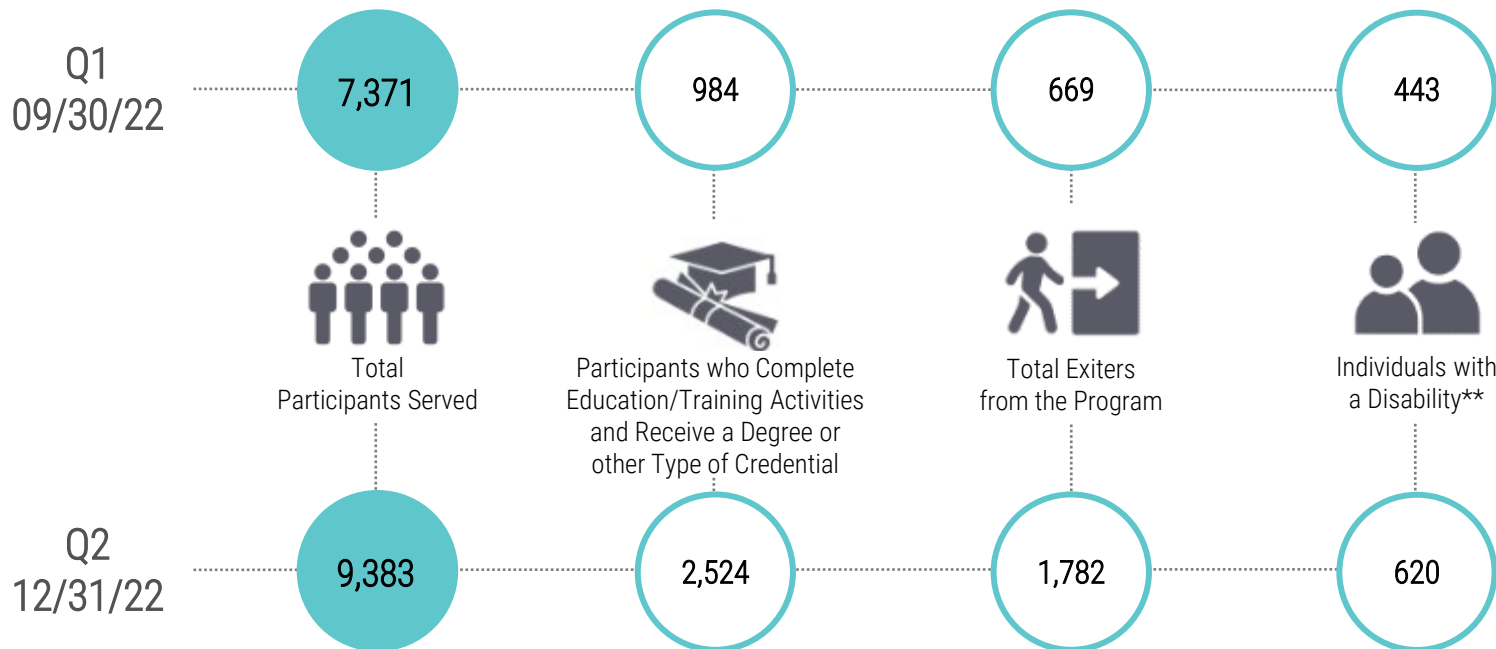 Q1
09/30/22
7,371
984
669
443
Total
Participants Served
Participants who Complete
Education/Training Activities
and Receive a Degree or
other Type of Credential
Total Exiters
from the Program
Individuals with
a Disability**
Q2
12/31/22
9,383
2,524
1,782
620